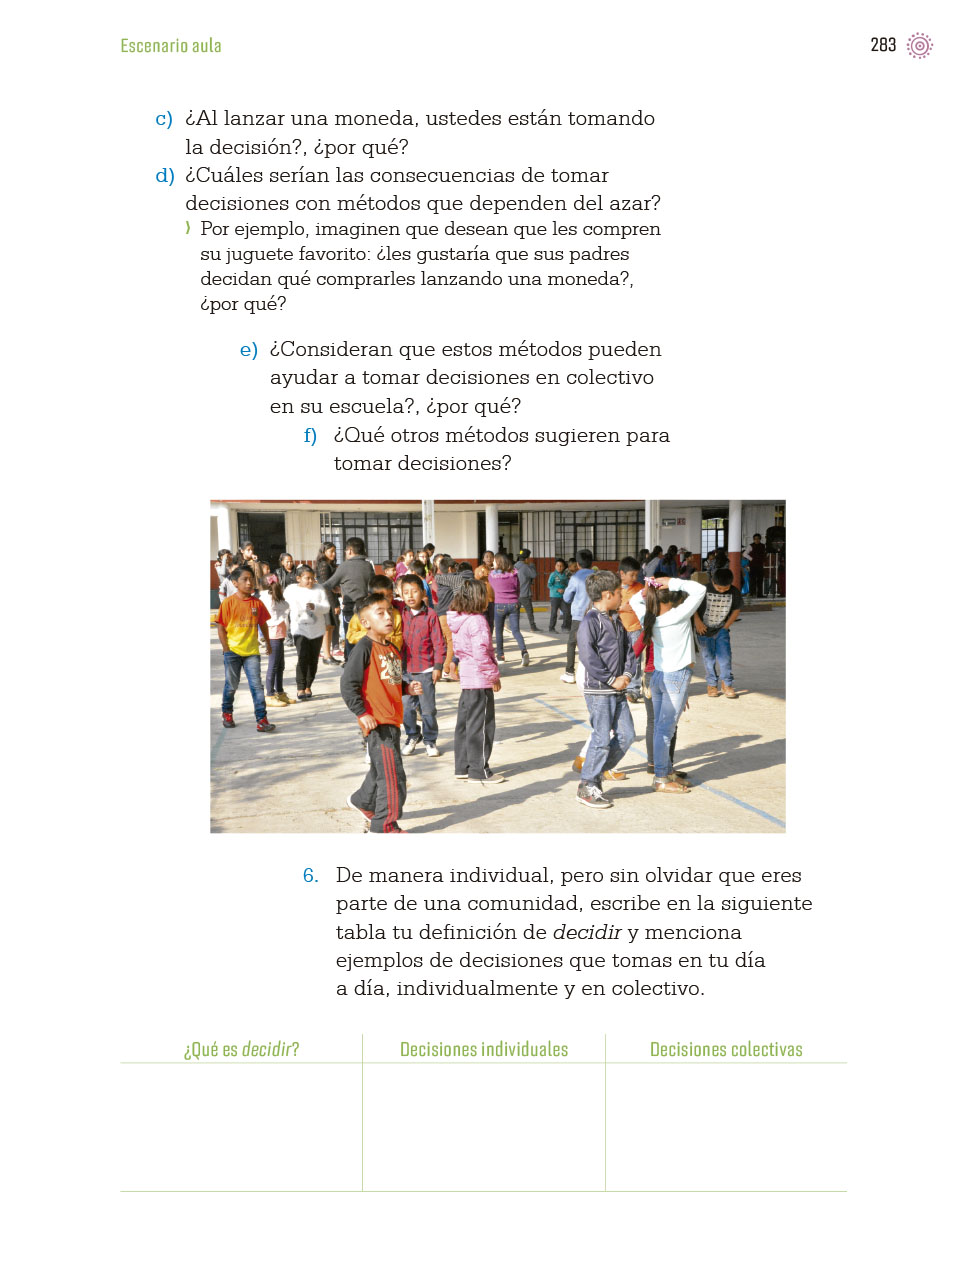 Escenario aula
283
c) ¿Al lanzar una moneda, ustedes están tomando
la decisión?, ¿por qué?
d) ¿Cuáles serían las consecuencias de tomar
decisiones con métodos que dependen del azar?
⟩ Por ejemplo, imaginen que desean que les compren
su juguete favorito: ¿les gustaría que sus padres
decidan qué comprarles lanzando una moneda?,
¿por qué?
e) ¿Consideran que estos métodos pueden
ayudar a tomar decisiones en colectivo
en su escuela?, ¿por qué?
f) ¿Qué otros métodos sugieren para
tomar decisiones?
6. De manera individual, pero sin olvidar que eres
parte de una comunidad, escribe en la siguiente
tabla tu definición de decidir y menciona
ejemplos de decisiones que tomas en tu día
a día, individualmente y en colectivo.
¿Qué es decidir?
Decisiones individuales
Decisiones colectivas